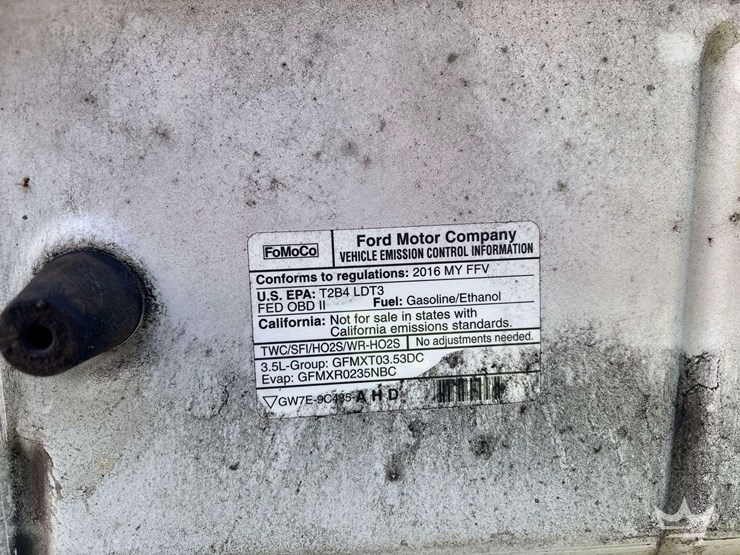 FoMoCo
Ford Motor Company
VEHICLE EMISSION CONTROL INFORMATION
Conforms to regulations: 2016 MY FFV
U.S. EPA: T2B4 LDT3
FED OBD II Fuel: Gasoline/Ethanol
California: Not for sale in states with
California emissions standards.
TWC/SFI/HO2S/WR-HO2S No adjustments needed.
3.5L-Group: GFMXT03.53DC
Evap: GFMXR0235NBC
GW7E-9C485-A H D